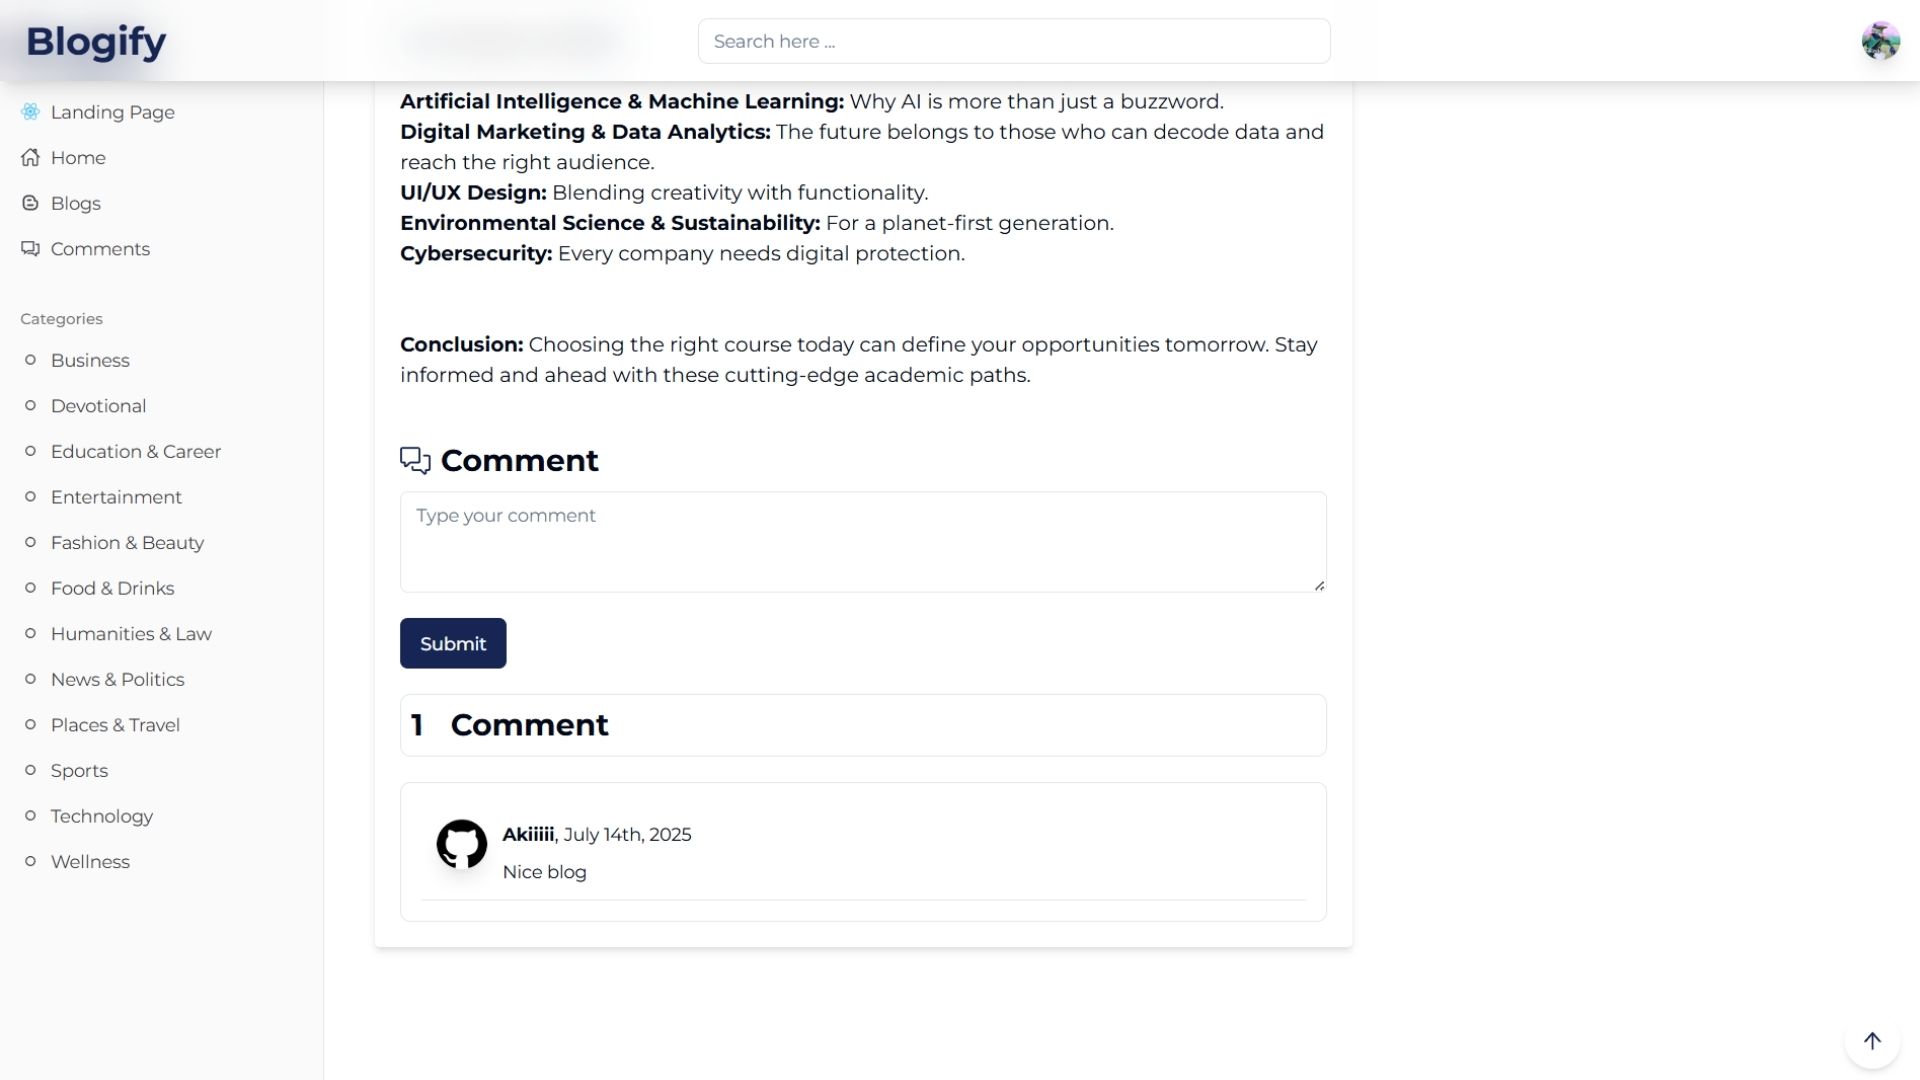 Blogify
Search here ...
Landing Page
Home
Blogs
Comments
Categories
Business
Devotional
Education & Career
Entertainment
Fashion & Beauty
Food & Drinks
Humanities & Law
News & Politics
Places & Travel
Sports
Technology
Wellness
Artificial Intelligence & Machine Learning: Why AI is more than just a buzzword.
Digital Marketing & Data Analytics: The future belongs to those who can decode data and
reach the right audience.
UI/UX Design: Blending creativity with functionality.
Environmental Science & Sustainability: For a planet-first generation.
Cybersecurity: Every company needs digital protection.
Conclusion: Choosing the right course today can define your opportunities tomorrow. Stay
informed and ahead with these cutting-edge academic paths.
Comment
Type your comment
Submit
1 Comment
Akiiiii, July 14th, 2025
Nice blog